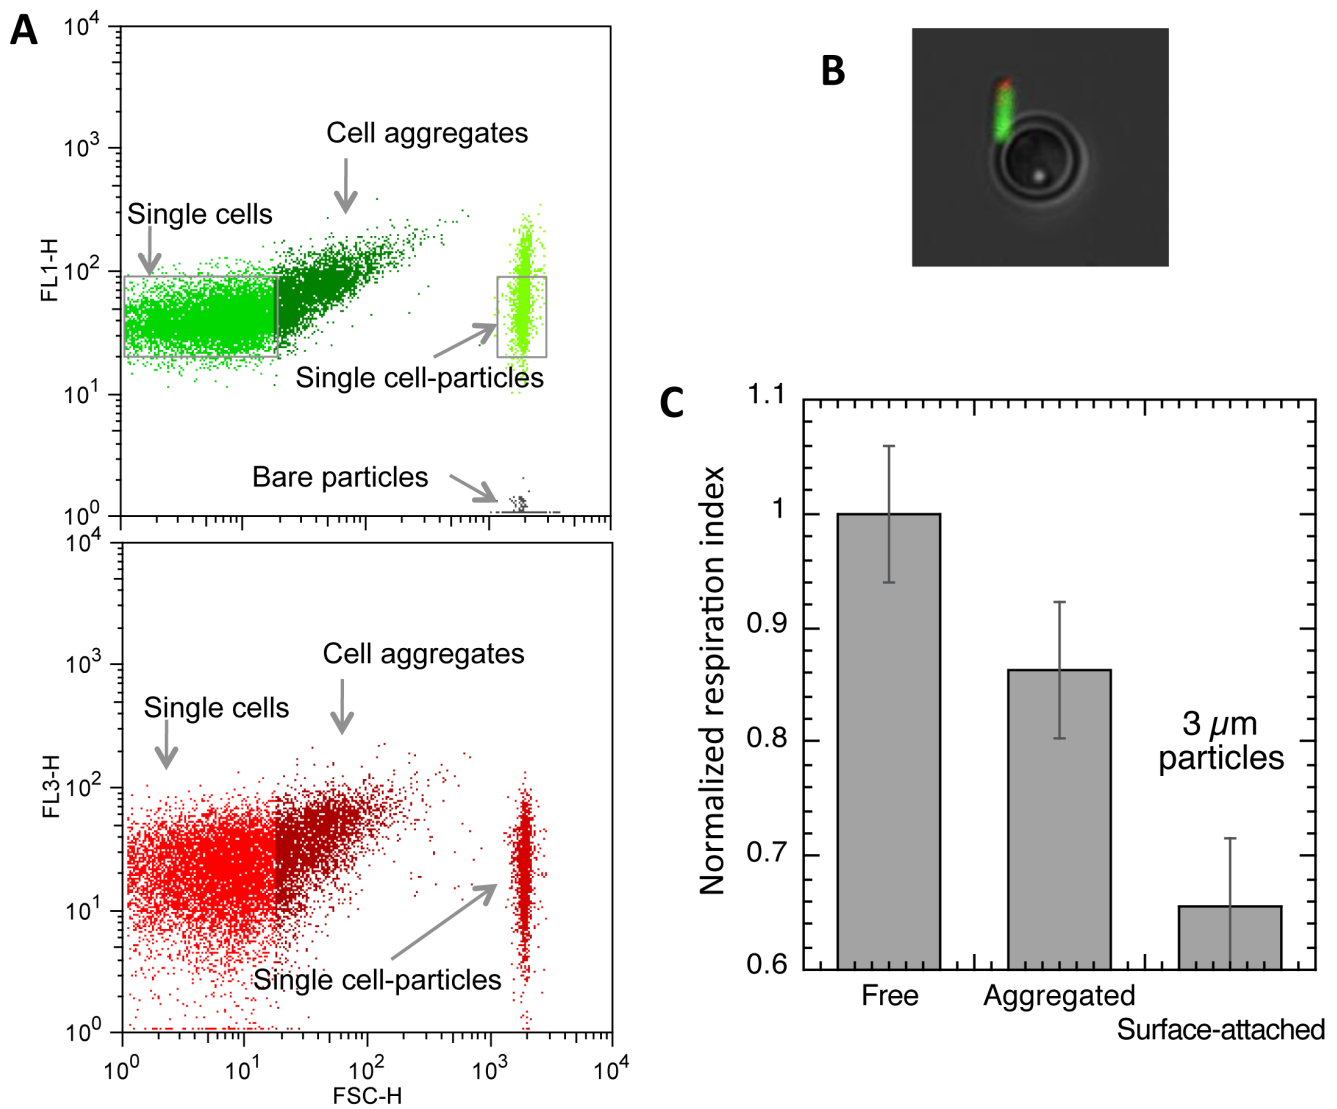 A
10^4
10^3
10^2
10^1
10^0
FL1-H
Cell aggregates
Single cells
Single cell-particles
Bare particles
10^4
10^3
10^2
10^1
10^0
FL3-H
Cell aggregates
Single cells
Single cell-particles
10^0
10^1
10^2
10^3
10^4
FSC-H
B
C
1.1
1
0.9
0.8
0.7
0.6
Normalized respiration index
3 µm
particles
Free
Aggregated
Surface-attached